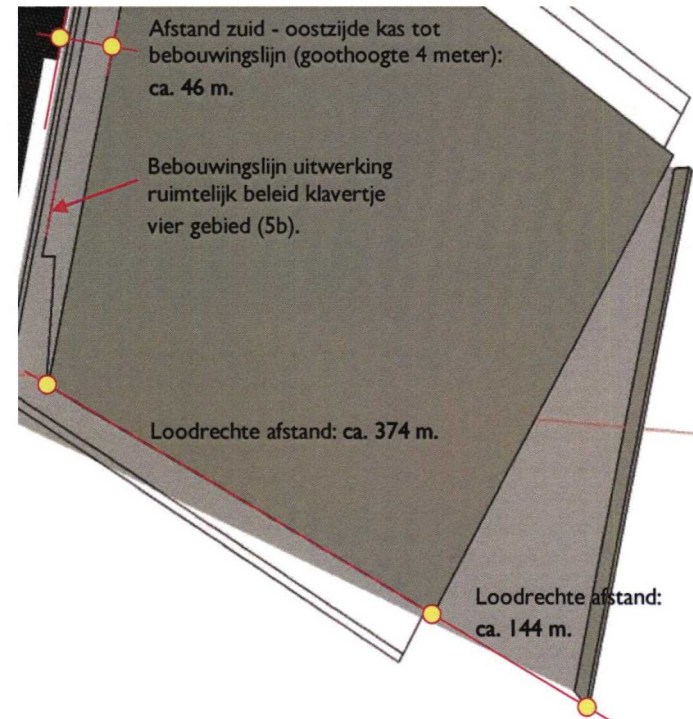 Afstand zuid - oostzijde kas tot
bebouwingslijn (goothoogte 4 meter):
ca. 46 m.
Bebouwingslijn uitwerking
ruimtelijk beleid klavertje
vier gebied (5b).
Loodrechte afstand: ca. 374 m.
Loodrechte afstand:
ca. 144 m.